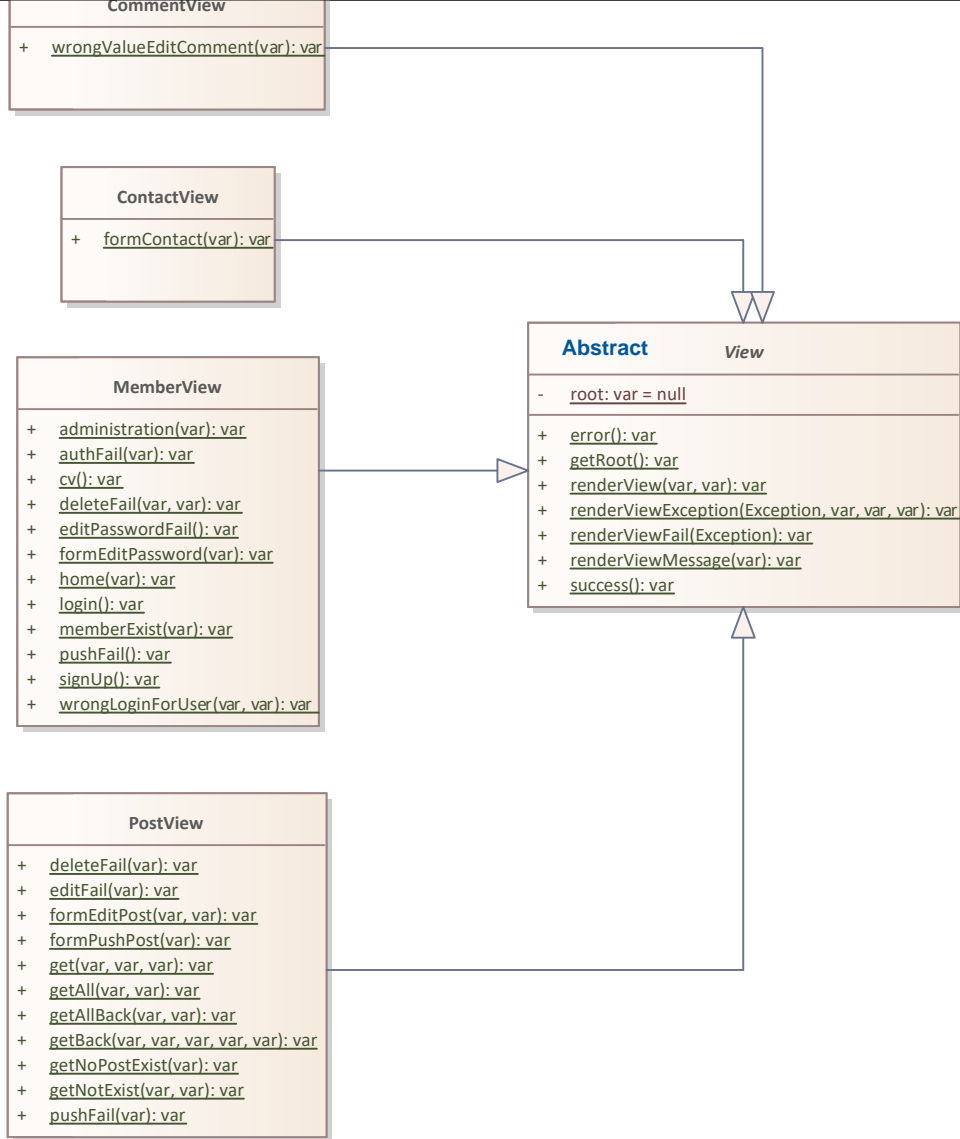 CommentView
+ wrongValueEditComment(var): var
ContactView
+ formContact(var): var
MemberView
+ administration(var): var
+ authFail(var): var
+ cv(): var
+ deleteFail(var, var): var
+ editPasswordFail(): var
+ formEditPassword(var): var
+ home(var): var
+ login(): var
+ memberExist(var): var
+ pushFail(): var
+ signUp(): var
+ wrongLoginForUser(var, var): var
Abstract View
- root: var = null
+ error(): var
+ getRoot(): var
+ renderView(var, var): var
+ renderViewException(Exception, var, var, var): var
+ renderViewFail(Exception): var
+ renderViewMessage(var): var
+ success(): var
PostView
+ deleteFail(var): var
+ editFail(var): var
+ formEditPost(var, var): var
+ formPushPost(var): var
+ get(var, var, var): var
+ getAll(var, var): var
+ getAllBack(var, var): var
+ getBack(var, var, var, var, var): var
+ getNoPostExist(var): var
+ getNotExist(var, var): var
+ pushFail(var): var